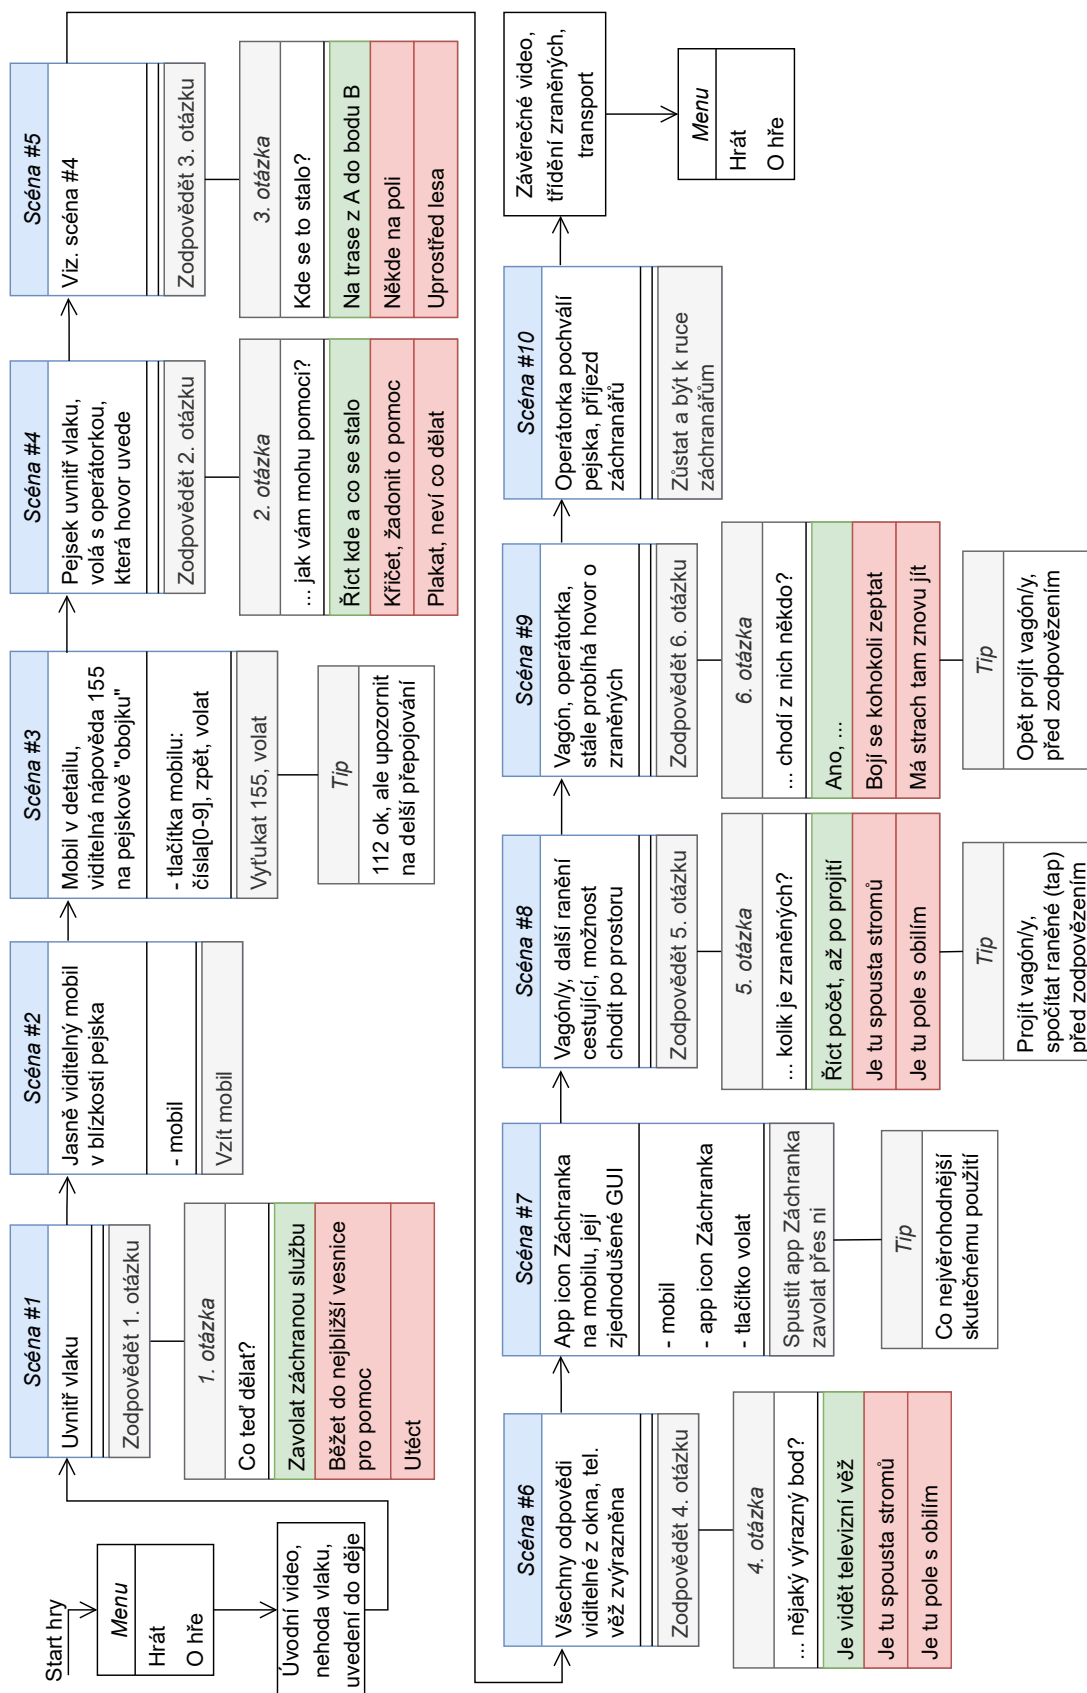 Start hry
Menu
Hrát
O hře
Úvodní video,
nehoda vlaku,
uvedení do děje
Scéna #1
Uvnitř vlaku
Zodpovědět 1. otázku
1. otázka
Co teď dělat?
Zavolat záchranou službu
Běžet do nejbližší vesnice
pro pomoc
Utéct
Scéna #2
Jasně viditelný mobil
v blízkosti pejska
- mobil
Vzít mobil
Scéna #3
Mobil v detailu,
viditelná nápověda 155
na pejskově "obojku"
- tlačítka mobilu:
čísla[0-9], zpět, volat
Vyťukat 155, volat
Tip
112 ok, ale upozornit
na delší přepojování
Scéna #4
Pejsek uvnitř vlaku,
volá s operátorkou,
která hovor uvede
Zodpovědět 2. otázku
2. otázka
... jak vám mohu pomoci?
Říct kde a co se stalo
Křičet, žadonit o pomoc
Plakat, neví co dělat
Scéna #5
Viz. scéna #4
Zodpovědět 3. otázku
3. otázka
Kde se to stalo?
Na trase z A do bodu B
Někde na poli
Uprostřed lesa
Scéna #6
Všechny odpovědi
viditelné z okna, tel.
věž zvýrazněna
Zodpovědět 4. otázku
4. otázka
... nějaký výrazný bod?
Je vidět televizní věž
Je tu spousta stromů
Je tu pole s obilím
Scéna #7
App icon Záchranka
na mobilu, její
zjednodušené GUI
- mobil
- app icon Záchranka
- tlačítko volat
Spustit app Záchranka
zavolat přes ni
Tip
Co nejvěrohodnější
skutečnému použití
Scéna #8
Vagón/y, další ranění
cestující, možnost
chodit po prostoru
Zodpovědět 5. otázku
5. otázka
... kolik je zraněných?
Říct počet, až po projití
Je tu spousta stromů
Je tu pole s obilím
Tip
Projít vagón/y,
spočítat raněné (tap)
před zodpovězením
Scéna #9
Vagón, operátorka,
stále probíhá hovor o
zraněných
Zodpovědět 6. otázku
6. otázka
... chodí z nich někdo?
Ano, ...
Bojí se kohokoli zeptat
Má strach tam znovu jít
Tip
Opět projít vagón/y,
před zodpovězením
Scéna #10
Operátorka pochválí
pejska, příjezd
záchranářů
Zůstat a být k ruce
záchranářům
Závěrečné video,
třídění zraněných,
transport
Menu
Hrát
O hře